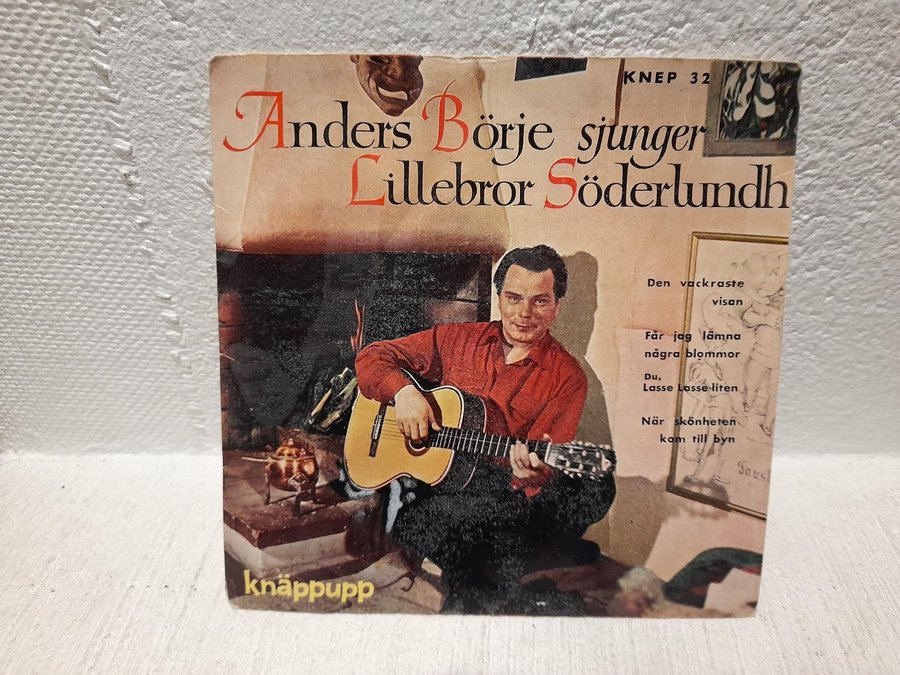 KNEP 32
Anders Börje sjunger
Lillebror Söderlundh
Den vackraste
visan
Får jag lämna
några blommor
Du,
Lasse Lasse liten
När skönheten
kom till byn
knäppupp